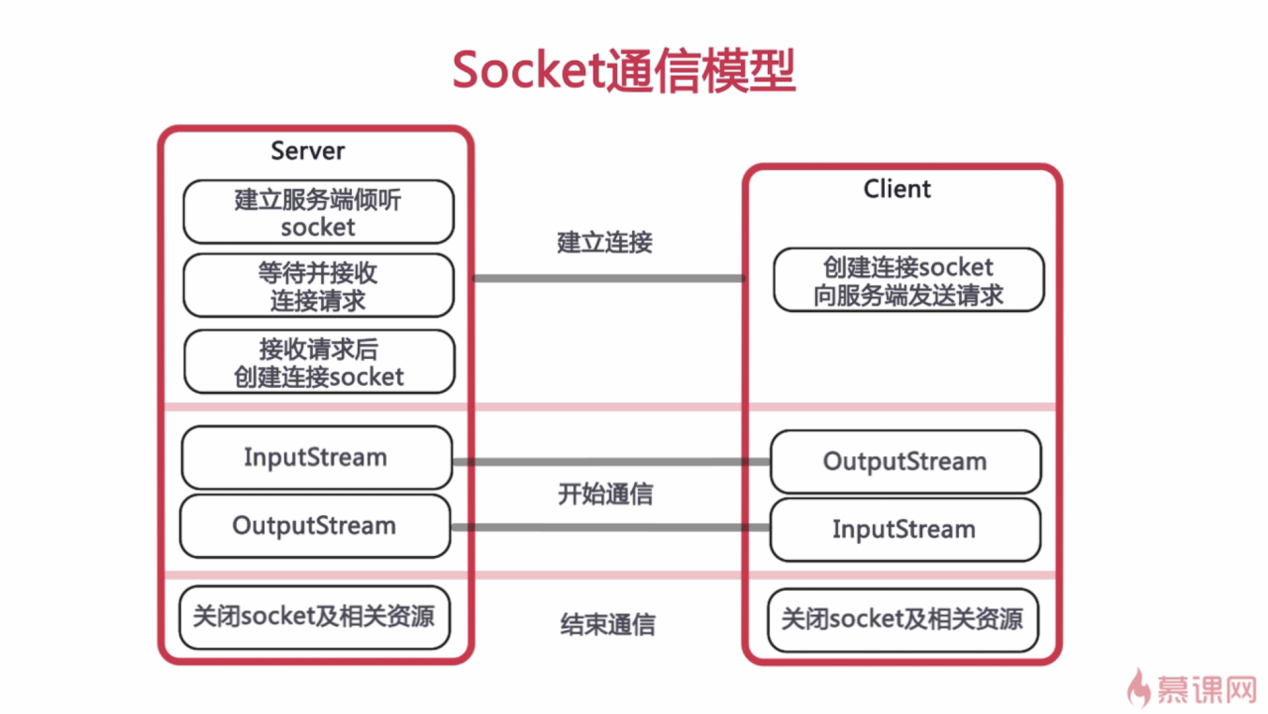 Socket通信模型
Server
建立服务端倾听
socket
等待并接收
连接请求
接收请求后
创建连接socket
建立连接
Client
创建连接socket
向服务端发送请求
InputStream
OutputStream
开始通信
OutputStream
InputStream
关闭socket及相关资源
结束通信
关闭socket及相关资源
慕课网